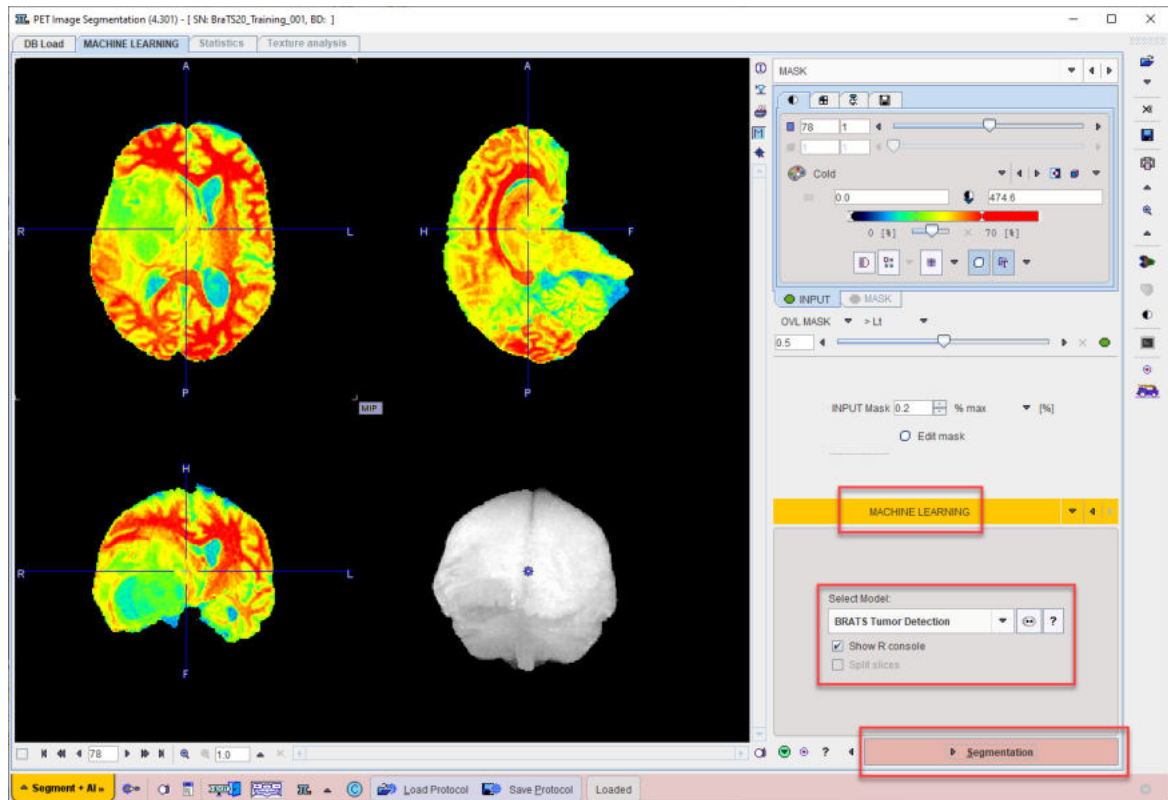 PET Image Segmentation (4.301) - [ SN: BraTS20_Training_001, BD: ]
DB Load MACHINE LEARNING Statistics Texture analysis
A
R L
P
A
H F
P
MIP
H
R L
F
78 1.0
MASK
78 1
1 1
Cold
0.0 474.6
0 [%] 70 [%]
INPUT MASK
OVL MASK > Lt
0.5
INPUT Mask 0.2 % max [%]
Edit mask
MACHINE LEARNING
Select Model:
BRATS Tumor Detection ?
Show R console
Split slices
? Segmentation
Segment + AI » Load Protocol Save Protocol Loaded